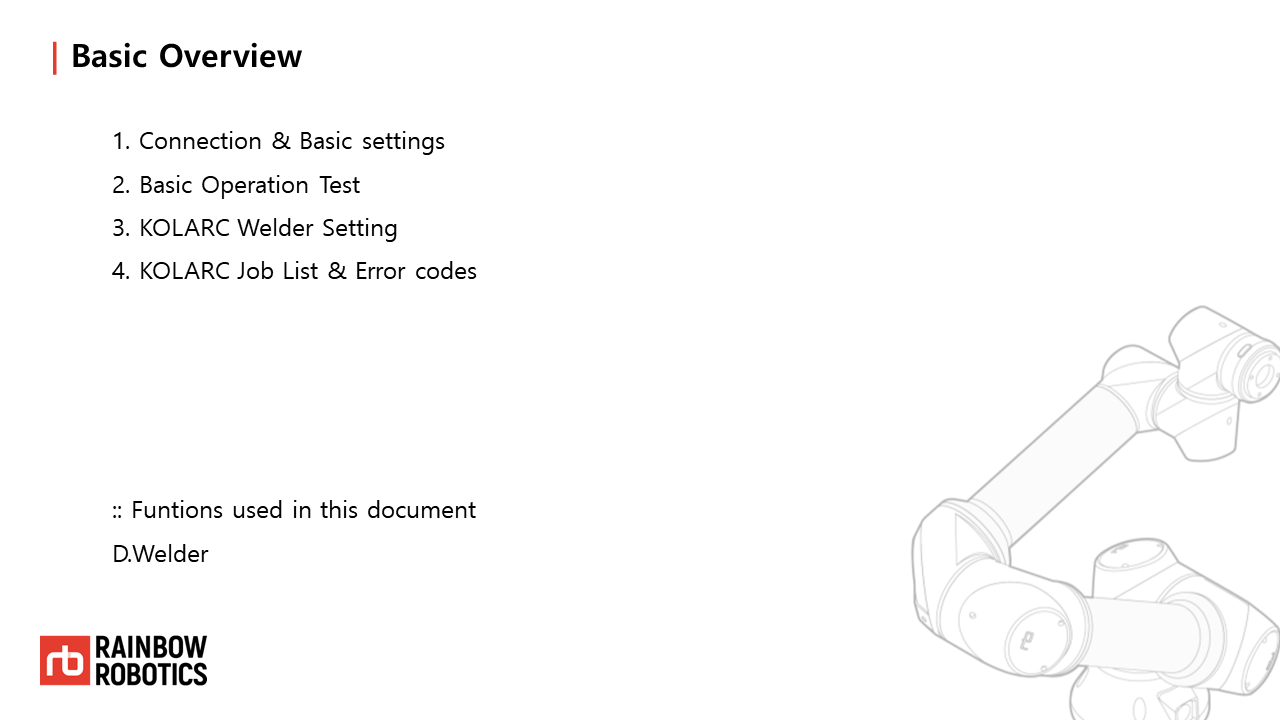 Basic Overview
1. Connection & Basic settings
2. Basic Operation Test
3. KOLARC Welder Setting
4. KOLARC Job List & Error codes
:: Funtions used in this document
D.Welder
rb RAINBOW
ROBOTICS